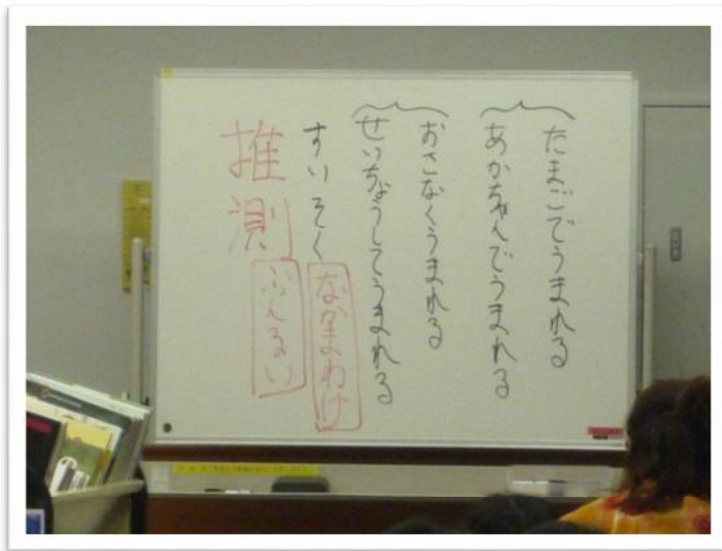 たまごでうまれる
あかちゃんでうまれる
おさなくうまれる
せいちょうしてうまれる
すいそく
なかまわけ
推測
ぶんるい